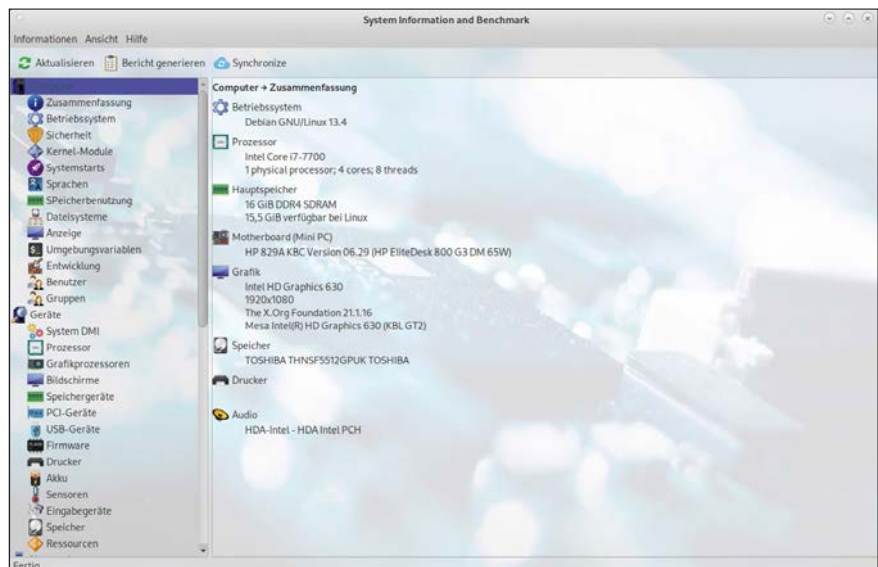 System Information and Benchmark
Informationen Ansicht Hilfe
Aktualisieren Bericht generieren Synchronize
Zusammenfassung
Betriebssystem
Sicherheit
Kernel-Module
Systemstarts
Sprachen
SPeicherbenutzung
Dateisysteme
Anzeige
Umgebungsvariablen
Entwicklung
Benutzer
Gruppen
Geräte
System DMI
Prozessor
Grafikprozessoren
Bildschirme
Speichergeräte
PCI-Geräte
USB-Geräte
Firmware
Drucker
Akku
Sensoren
Eingabegeräte
Speicher
Ressourcen
Computer → Zusammenfassung
Betriebssystem
Debian GNU/Linux 13.4
Prozessor
Intel Core i7-7700
1 physical processor; 4 cores; 8 threads
Hauptspeicher
16 GiB DDR4 SDRAM
15,5 GiB verfügbar bei Linux
Motherboard (Mini PC)
HP 829A KBC Version 06.29 (HP EliteDesk 800 G3 DM 65W)
Grafik
Intel HD Graphics 630
1920x1080
The X.Org Foundation 21.1.16
Mesa Intel(R) HD Graphics 630 (KBL GT2)
Speicher
TOSHIBA THNSF5512GPUK TOSHIBA
Drucker
Audio
HDA-Intel - HDA Intel PCH
Fertig